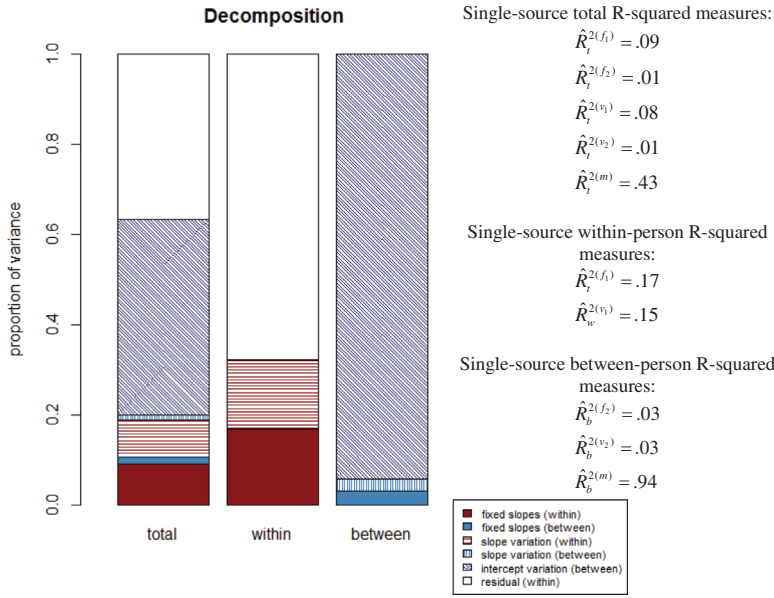 Decomposition
proportion of variance
1.0
0.8
0.6
0.4
0.2
0.0
total within between
Single-source total R-squared measures:
R̂ₜ²⁽ᶠ¹⁾ = .09
R̂ₜ²⁽ᶠ²⁾ = .01
R̂ₜ²⁽ᵛ¹⁾ = .08
R̂ₜ²⁽ᵛ²⁾ = .01
R̂ₜ²⁽ᵐ⁾ = .43
Single-source within-person R-squared
measures:
R̂ₜ²⁽ᶠ¹⁾ = .17
R̂_w²⁽ᵛ¹⁾ = .15
Single-source between-person R-squared
measures:
R̂_b²⁽ᶠ²⁾ = .03
R̂_b²⁽ᵛ²⁾ = .03
R̂_b²⁽ᵐ⁾ = .94
fixed slopes (within)
fixed slopes (between)
slope variation (within)
slope variation (between)
intercept variation (between)
residual (within)